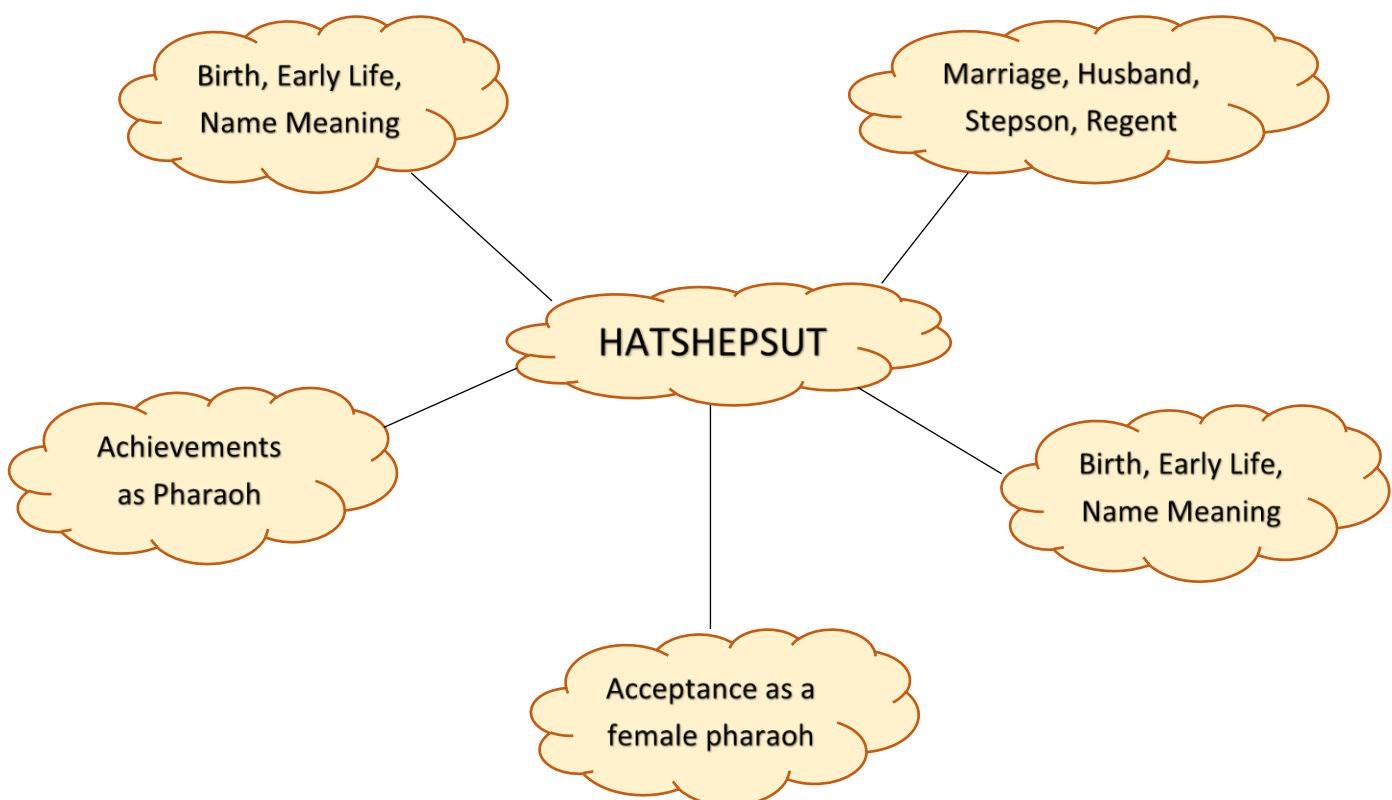 Birth, Early Life,
Name Meaning
Marriage, Husband,
Stepson, Regent
HATSHEPSUT
Achievements
as Pharaoh
Birth, Early Life,
Name Meaning
Acceptance as a
female pharaoh